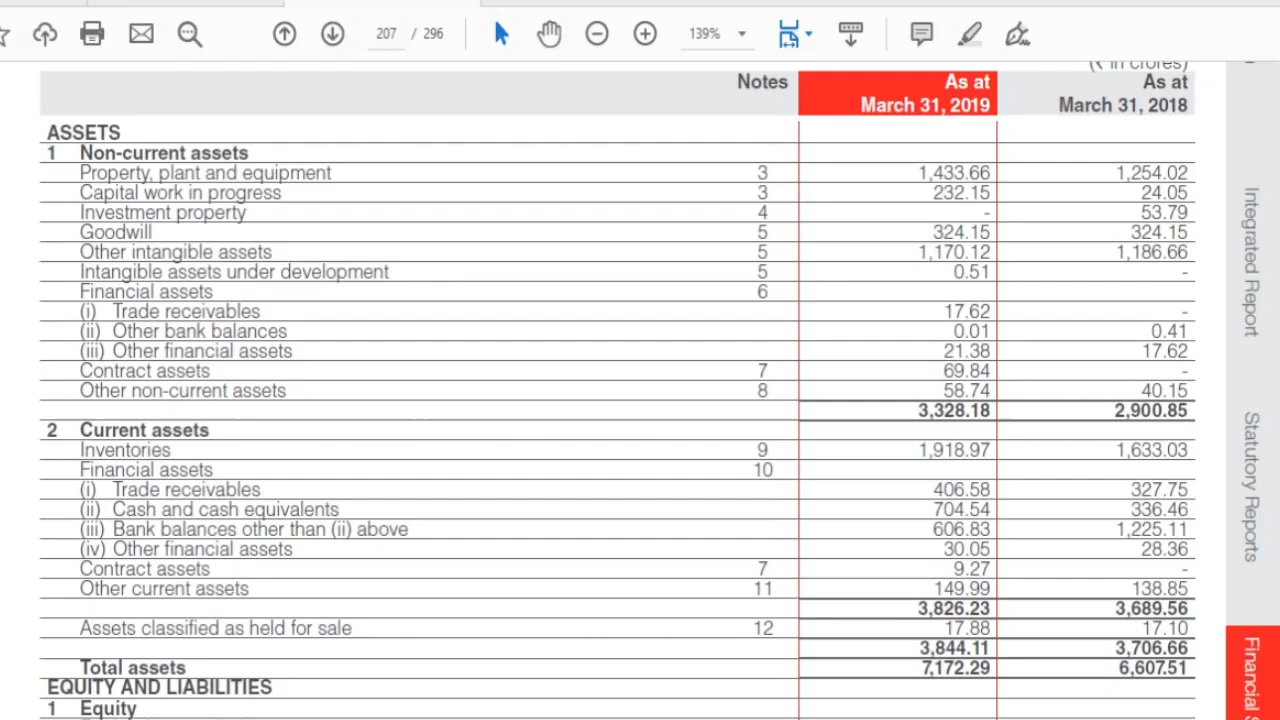 207 / 296 139%
(₹ in crores)
Notes As at March 31, 2019 As at March 31, 2018
ASSETS
1 Non-current assets
Property, plant and equipment 3 1,433.66 1,254.02
Capital work in progress 3 232.15 24.05
Investment property 4 - 53.79
Goodwill 5 324.15 324.15
Other intangible assets 5 1,170.12 1,186.66
Intangible assets under development 5 0.51 -
Financial assets 6
(i) Trade receivables 17.62 -
(ii) Other bank balances 0.01 0.41
(iii) Other financial assets 21.38 17.62
Contract assets 7 69.84 -
Other non-current assets 8 58.74 40.15
3,328.18 2,900.85
2 Current assets
Inventories 9 1,918.97 1,633.03
Financial assets 10
(i) Trade receivables 406.58 327.75
(ii) Cash and cash equivalents 704.54 336.46
(iii) Bank balances other than (ii) above 606.83 1,225.11
(iv) Other financial assets 30.05 28.36
Contract assets 7 9.27 -
Other current assets 11 149.99 138.85
3,826.23 3,689.56
Assets classified as held for sale 12 17.88 17.10
3,844.11 3,706.66
Total assets 7,172.29 6,607.51
EQUITY AND LIABILITIES
1 Equity
Integrated Report
Statutory Reports
Financial S